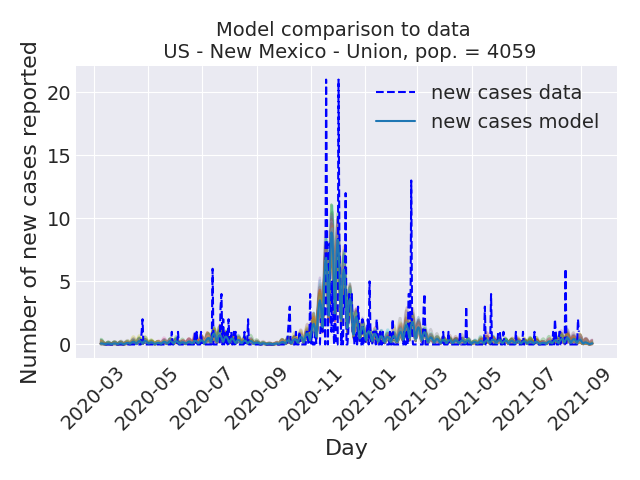 Model comparison to data
US - New Mexico - Union, pop. = 4059
Number of new cases reported
20
15
10
5
0
new cases data
new cases model
2020-03
2020-05
2020-07
2020-09
2020-11
2021-01
2021-03
2021-05
2021-07
2021-09
Day